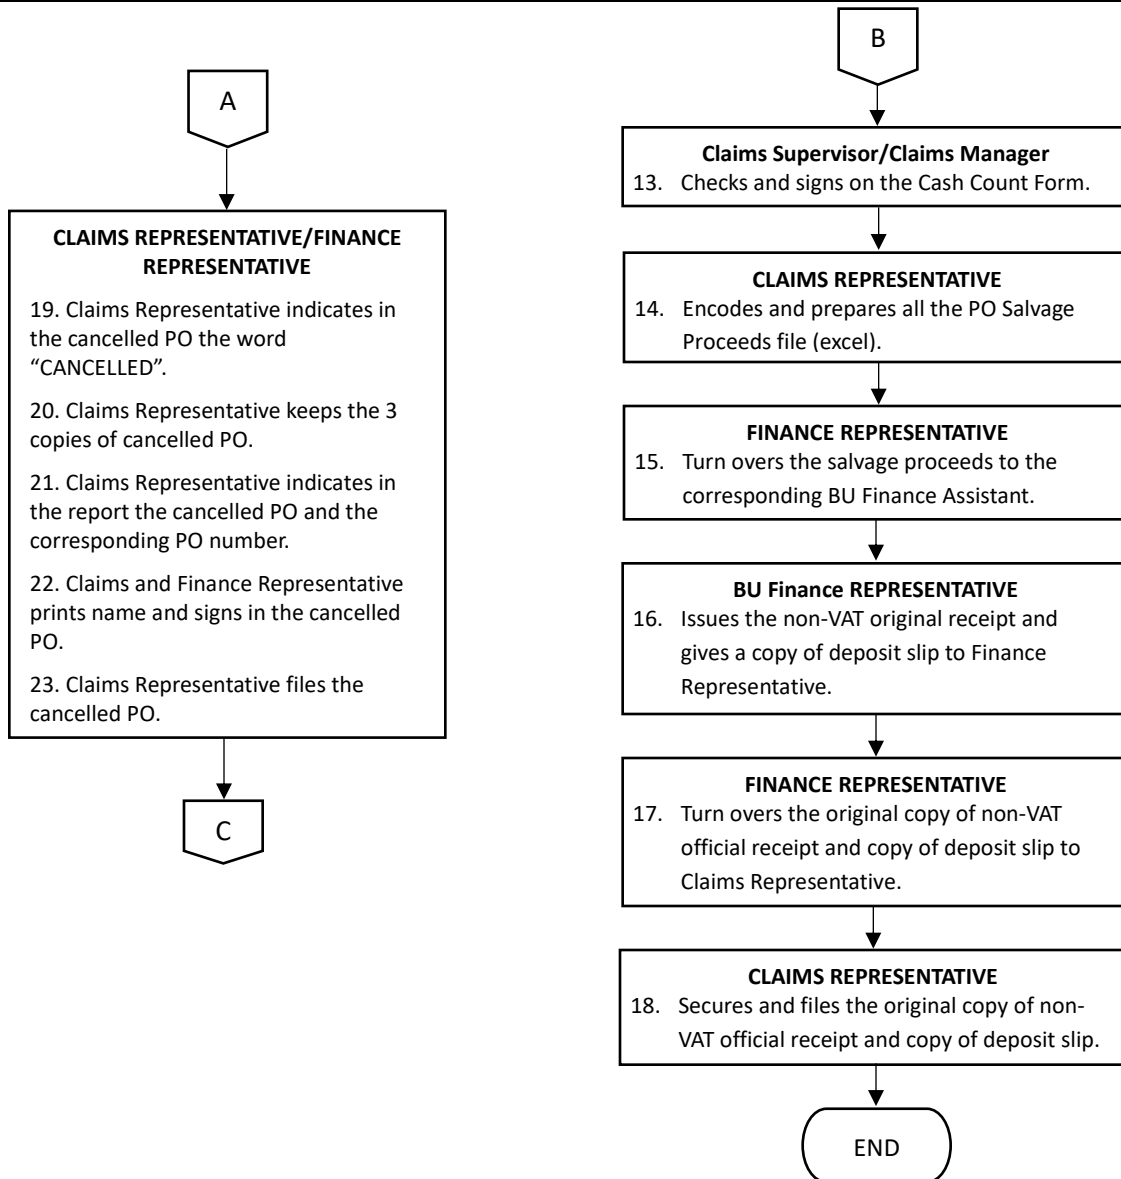 A
CLAIMS REPRESENTATIVE/FINANCE
REPRESENTATIVE
19. Claims Representative indicates in
the cancelled PO the word
“CANCELLED”.
20. Claims Representative keeps the 3
copies of cancelled PO.
21. Claims Representative indicates in
the report the cancelled PO and the
corresponding PO number.
22. Claims and Finance Representative
prints name and signs in the cancelled
PO.
23. Claims Representative files the
cancelled PO.
C
B
Claims Supervisor/Claims Manager
13. Checks and signs on the Cash Count Form.
CLAIMS REPRESENTATIVE
14. Encodes and prepares all the PO Salvage
Proceeds file (excel).
FINANCE REPRESENTATIVE
15. Turn overs the salvage proceeds to the
corresponding BU Finance Assistant.
BU Finance REPRESENTATIVE
16. Issues the non-VAT original receipt and
gives a copy of deposit slip to Finance
Representative.
FINANCE REPRESENTATIVE
17. Turn overs the original copy of non-VAT
official receipt and copy of deposit slip to
Claims Representative.
CLAIMS REPRESENTATIVE
18. Secures and files the original copy of non-
VAT official receipt and copy of deposit slip.
END